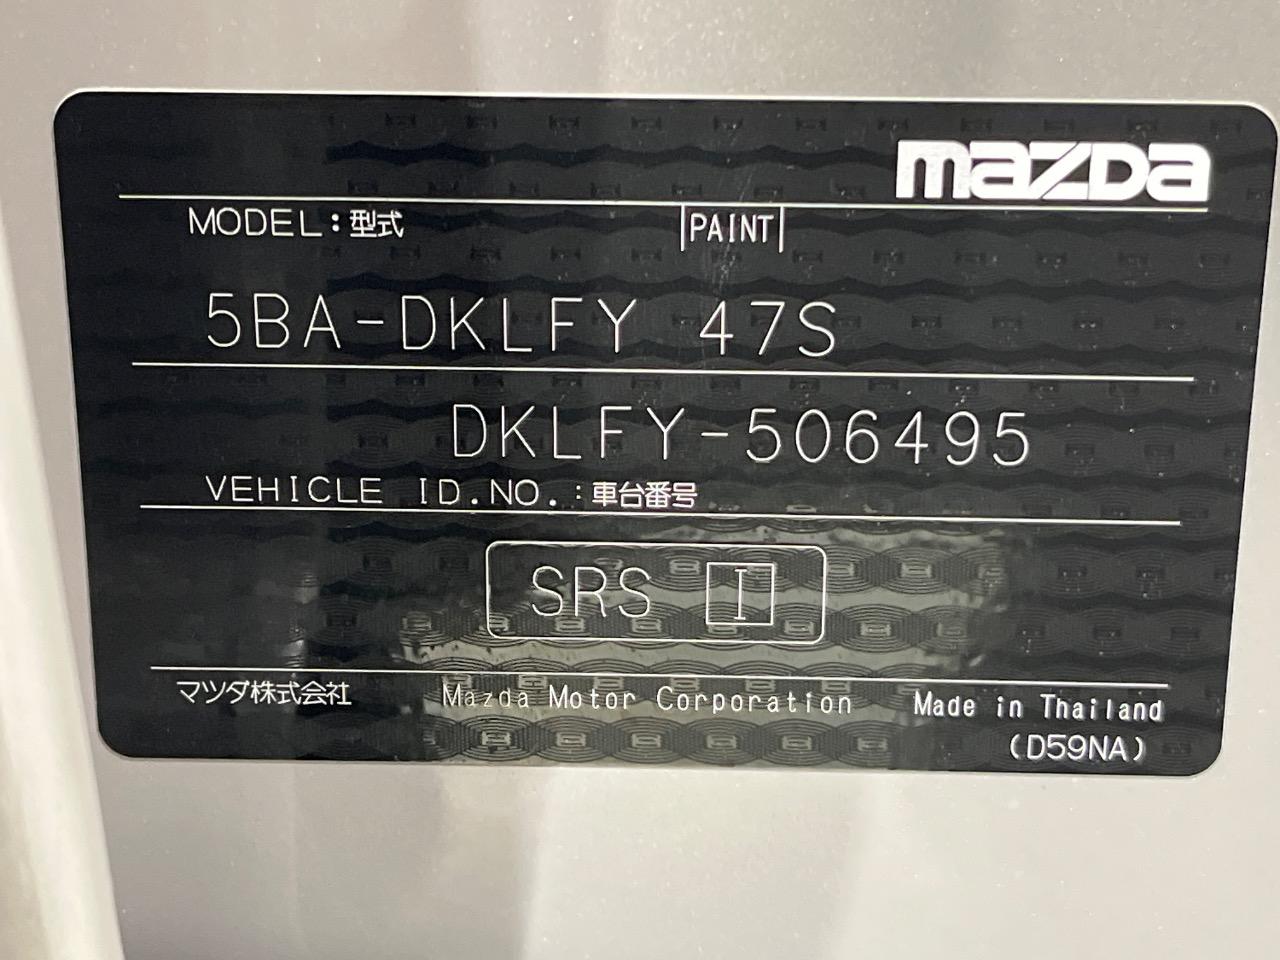 mazda
MODEL:型式 |PAINT|
5BA-DKLFY 47S
DKLFY-506495
VEHICLE ID.NO.:車台番号
SRS I
マツダ株式会社 Mazda Motor Corporation Made in Thailand
(D59NA)